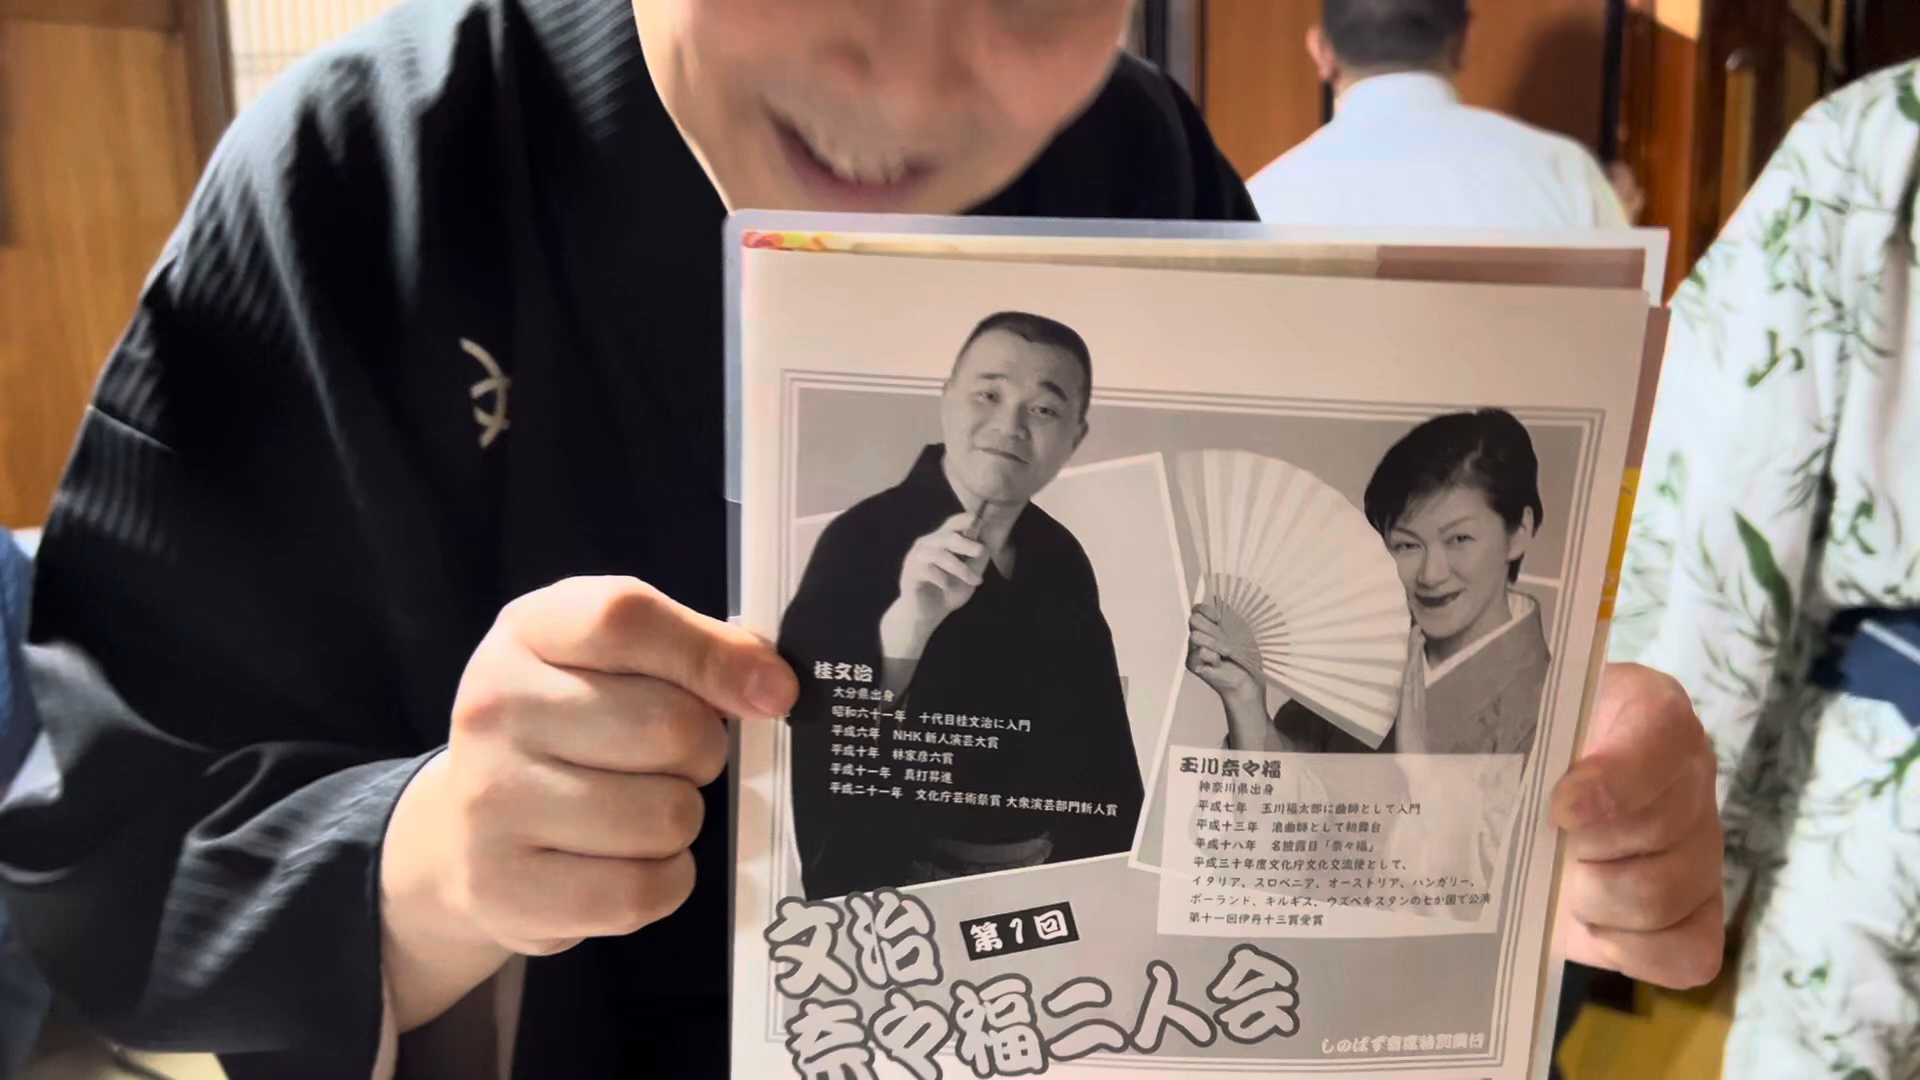 文
桂文治
大分県出身
昭和六十一年 十代目桂文治に入門
平成六年 NHK新人演芸大賞
平成十年 林家彦六賞
平成十一年 真打昇進
平成二十一年 文化庁芸術祭賞 大衆演芸部門新人賞
玉川奈々福
神奈川県出身
平成七年 玉川福太郎に曲師として入門
平成十三年 浪曲師として初舞台
平成十八年 名披露目「奈々福」
平成三十年度文化庁文化交流使として、
イタリア、スロベニア、オーストリア、ハンガリー、
ポーランド、キルギス、ウズベキスタンの七か国で公演
第十一回伊丹十三賞受賞
第1回
文治
奈々福二人会
しのばず寄席特別興行